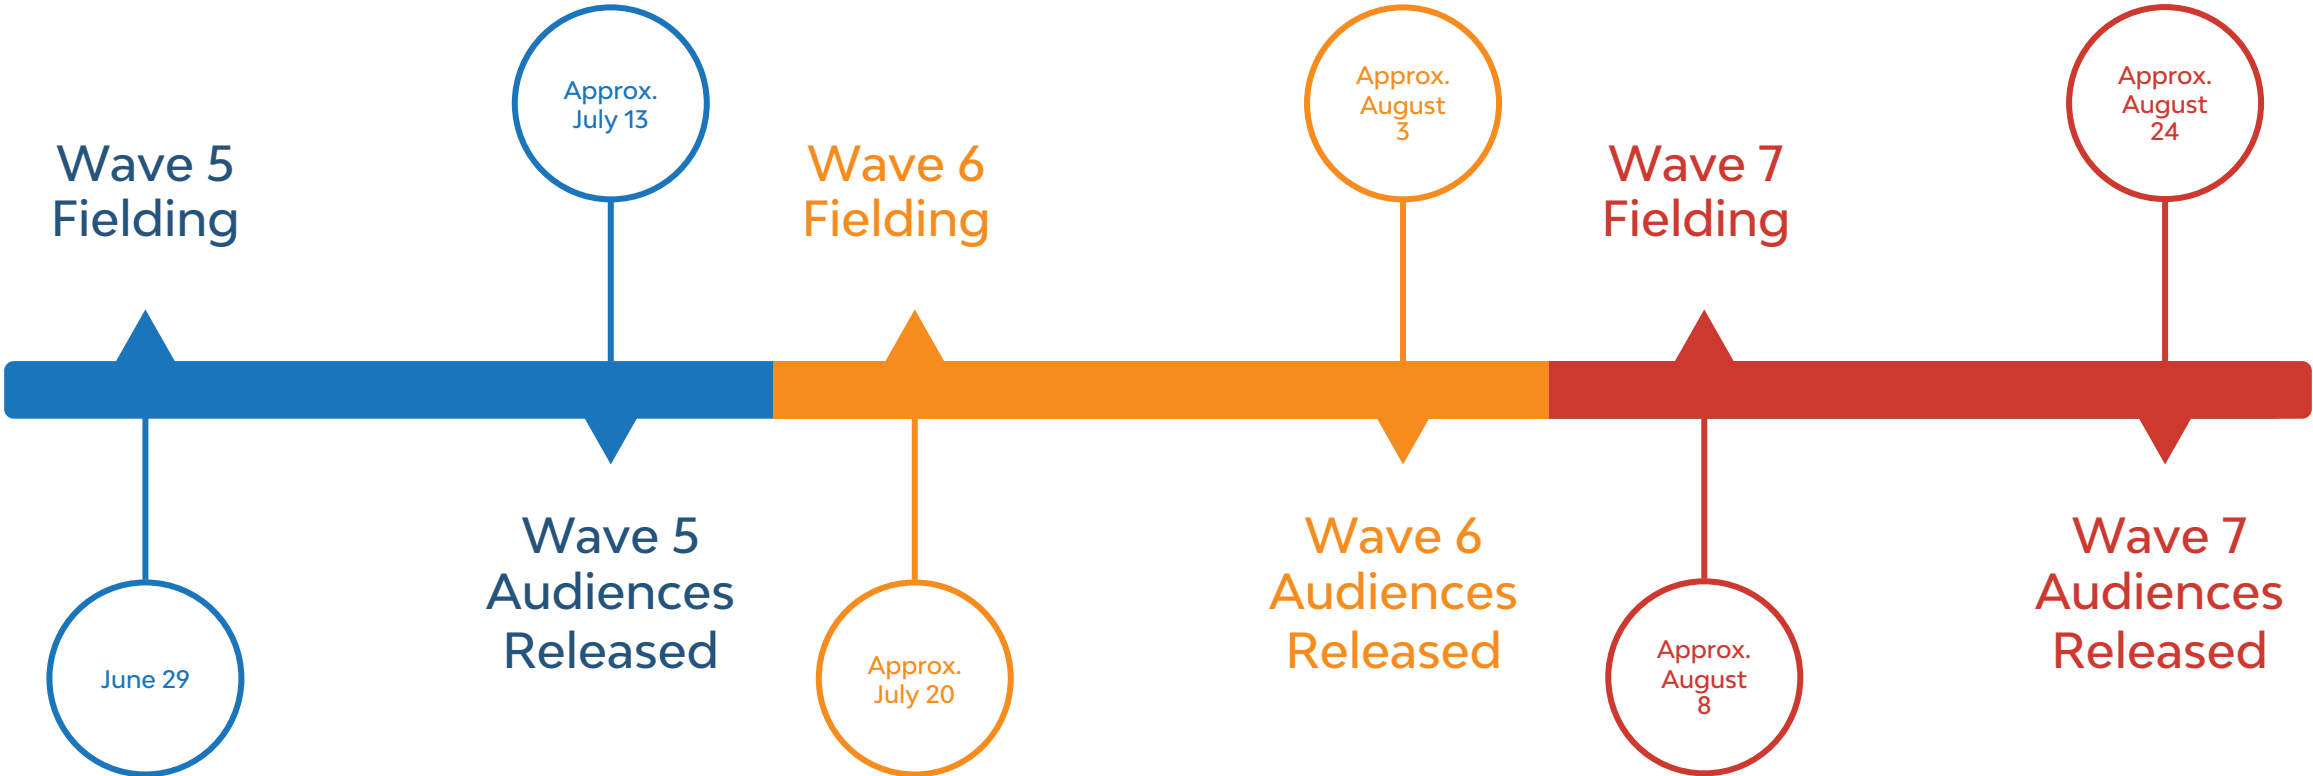 Wave 5
Fielding
June 29
Approx.
July 13
Wave 5
Audiences
Released
Wave 6
Fielding
Approx.
July 20
Approx.
August
3
Wave 6
Audiences
Released
Wave 7
Fielding
Approx.
August
8
Approx.
August
24
Wave 7
Audiences
Released